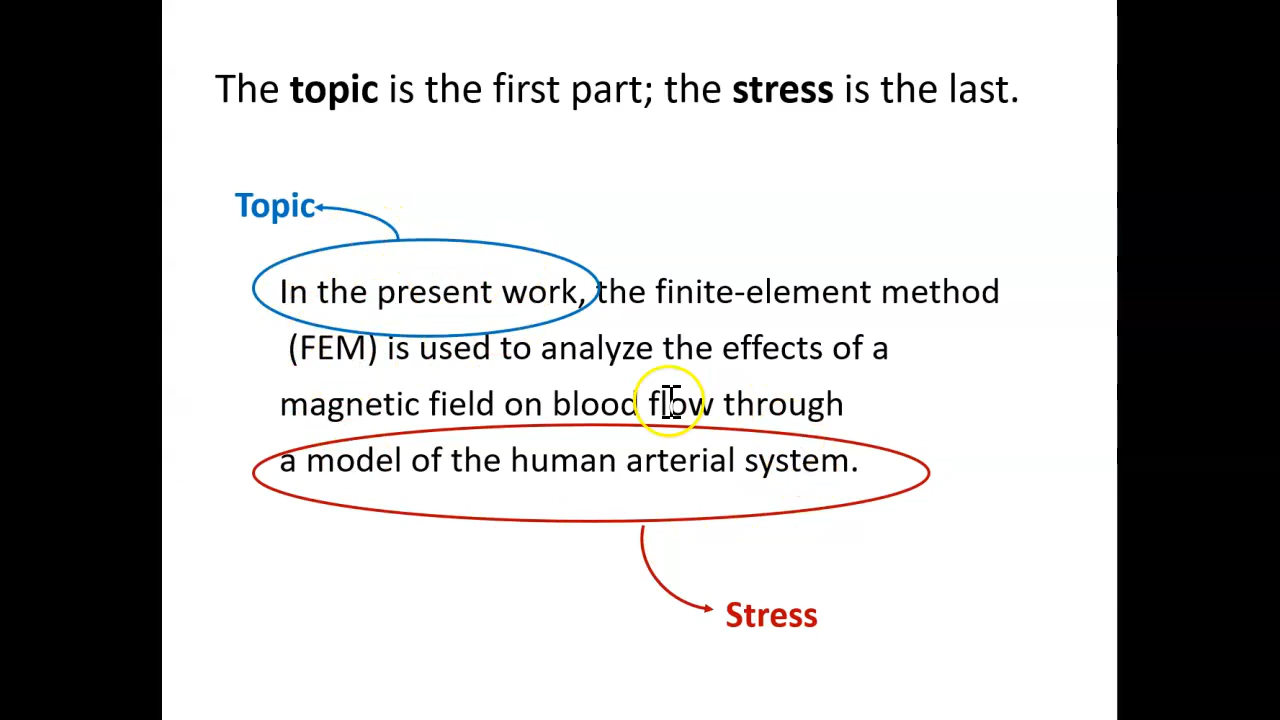 The topic is the first part; the stress is the last.
Topic
In the present work, the finite-element method
(FEM) is used to analyze the effects of a
magnetic field on blood flow through
a model of the human arterial system.
Stress